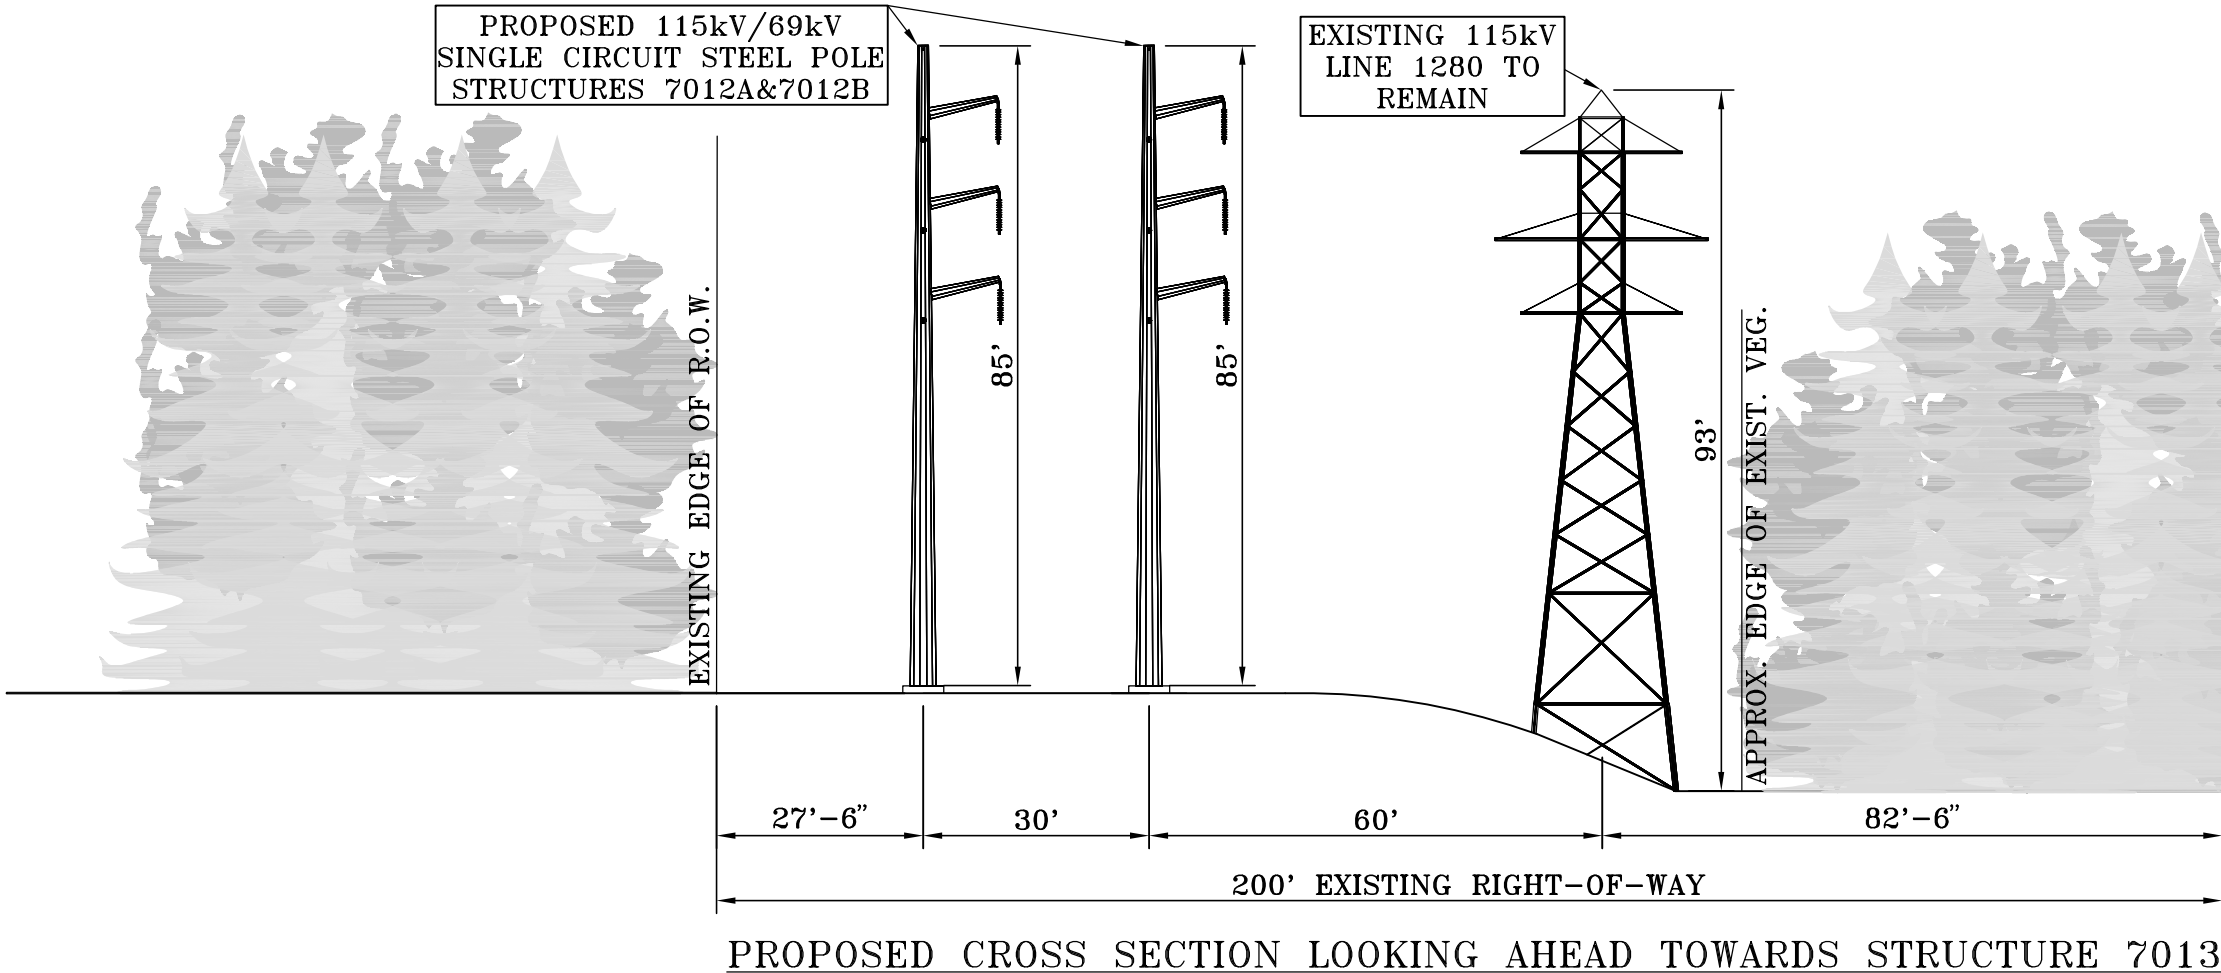 PROPOSED 115kV/69kV
SINGLE CIRCUIT STEEL POLE
STRUCTURES 7012A&7012B
EXISTING 115kV
LINE 1280 TO
REMAIN
EXISTING EDGE OF R.O.W.
85'
85'
93'
APPROX. EDGE OF EXIST. VEG.
27'-6"
30'
60'
82'-6"
200' EXISTING RIGHT-OF-WAY
PROPOSED CROSS SECTION LOOKING AHEAD TOWARDS STRUCTURE 7013